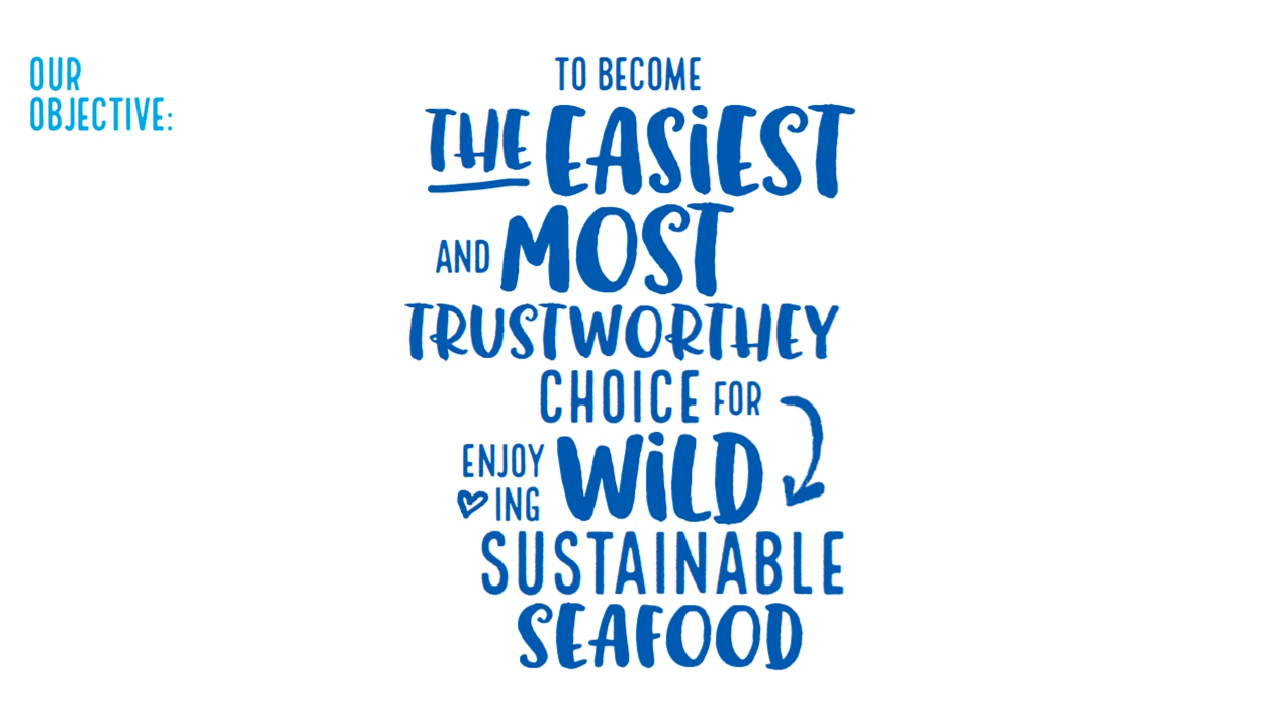 OUR
OBJECTIVE:
TO BECOME
THE EASiEST
AND MOST
TRUSTWORTHEY
CHOICE FOR
ENJOY WiLD
ING
SUSTAINABLE
SEAFOOD